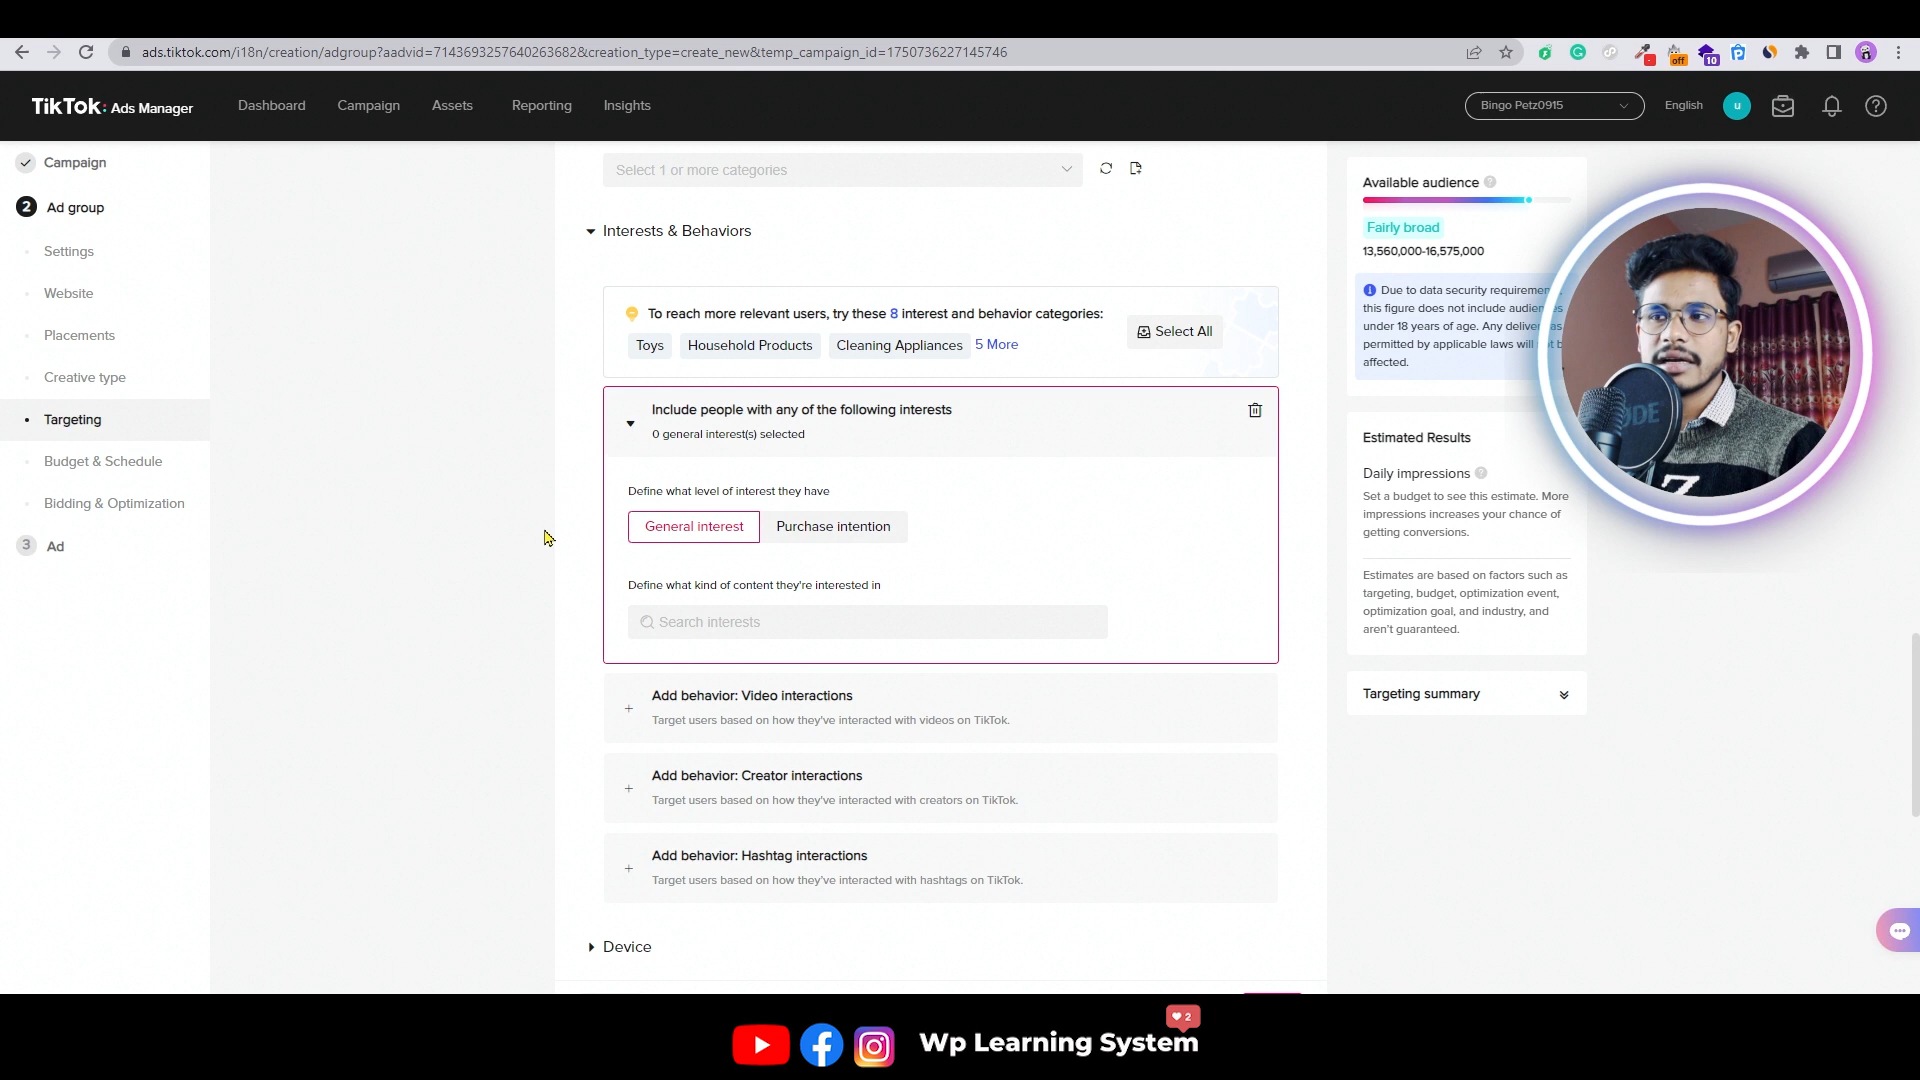 ads.tiktok.com/i18n/creation/adgroup?aadvid=7143693257640263682&creation_type=create_new&temp_campaign_id=1750736227145746
off
10
TikTok: Ads Manager
Dashboard
Campaign
Assets
Reporting
Insights
Bingo Petz0915
English
U
Campaign
2 Ad group
Settings
Website
Placements
Creative type
Targeting
Budget & Schedule
Bidding & Optimization
3 Ad
Select 1 or more categories
Interests & Behaviors
To reach more relevant users, try these 8 interest and behavior categories:
Toys
Household Products
Cleaning Appliances
5 More
Select All
Include people with any of the following interests
0 general interest(s) selected
Define what level of interest they have
General interest
Purchase intention
Define what kind of content they're interested in
Search interests
Add behavior: Video interactions
Target users based on how they've interacted with videos on TikTok.
Add behavior: Creator interactions
Target users based on how they've interacted with creators on TikTok.
Add behavior: Hashtag interactions
Target users based on how they've interacted with hashtags on TikTok.
Device
Available audience
Fairly broad
13,560,000-16,575,000
Due to data security requiremen
this figure does not include audiences
under 18 years of age. Any deliver as
permitted by applicable laws will not b
affected.
Estimated Results
Daily impressions
Set a budget to see this estimate. More
impressions increases your chance of
getting conversions.
Estimates are based on factors such as
targeting, budget, optimization event,
optimization goal, and industry, and
aren't guaranteed.
Targeting summary
Z
2
Wp Learning System